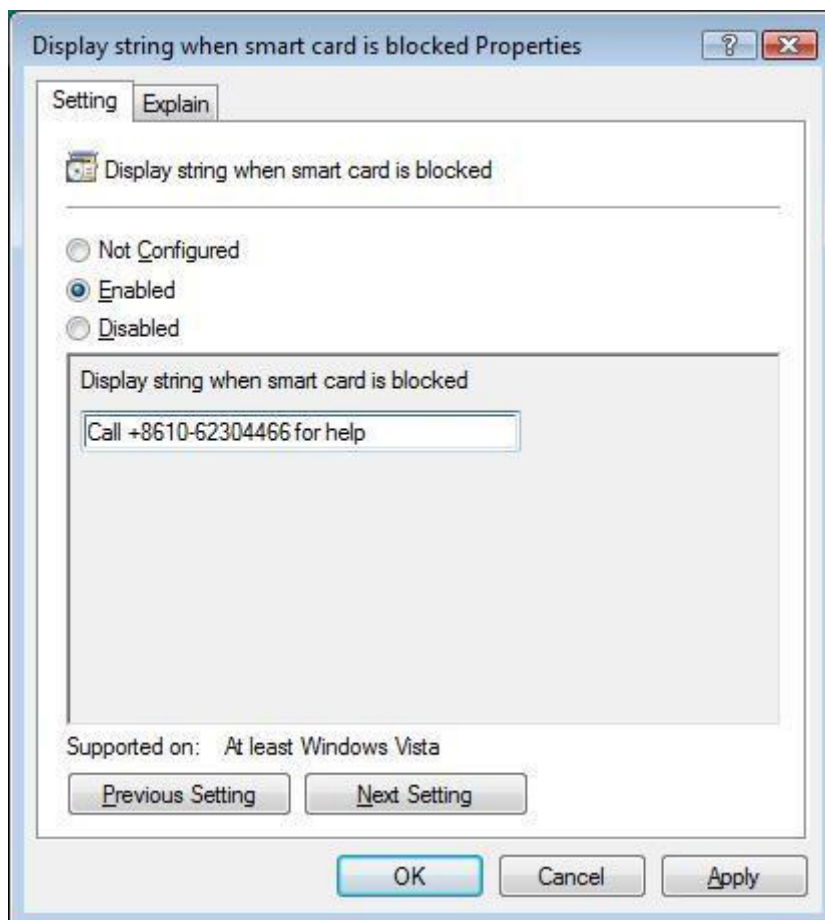 Display string when smart card is blocked Properties
Setting Explain
Display string when smart card is blocked
Not Configured
Enabled
Disabled
Display string when smart card is blocked
Call +8610-62304466 for help
Supported on: At least Windows Vista
Previous Setting Next Setting
OK Cancel Apply